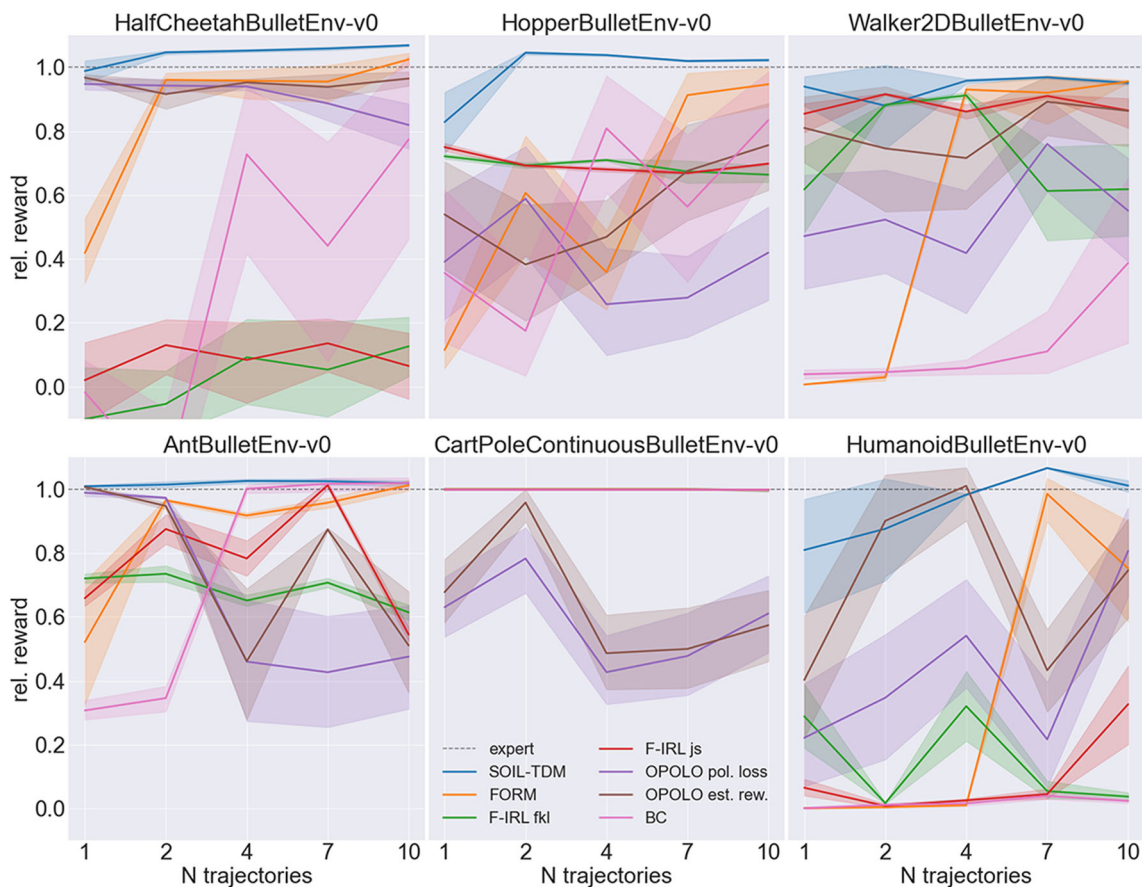 HalfCheetahBulletEnv-v0
HopperBulletEnv-v0
Walker2DBulletEnv-v0
1.0
0.8
0.6
0.4
0.2
0.0
rel. reward
AntBulletEnv-v0
CartPoleContinuousBulletEnv-v0
HumanoidBulletEnv-v0
1.0
0.8
0.6
0.4
0.2
0.0
rel. reward
expert
SOIL-TDM
FORM
F-IRL fkl
F-IRL js
OPOLO pol. loss
OPOLO est. rew.
BC
1 2 4 7 10
1 2 4 7 10
1 2 4 7 10
N trajectories
N trajectories
N trajectories